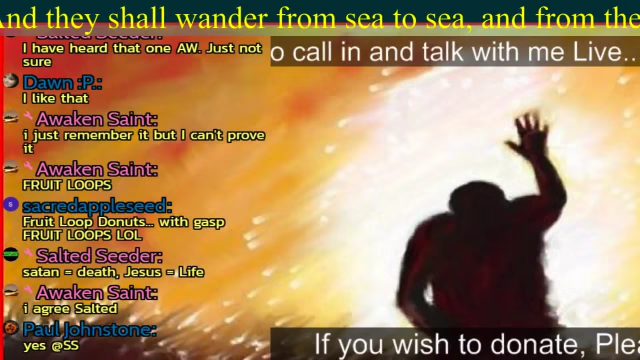 And they shall wander from sea to sea, and from the
Salted Seeder:
I have heard that one AW. Just not
sure
o call in and talk with me Live..
Dawn :P.:
I like that
Awaken Saint:
i just remember it but I can't prove
it
Awaken Saint:
FRUIT LOOPS
sacredappleseed:
Fruit Loop Donuts... with gasp
FRUIT LOOPS LOL
Salted Seeder:
satan = death, Jesus = Life
Awaken Saint:
i agree Salted
Paul Johnstone:
yes @SS
If you wish to donate, Plea